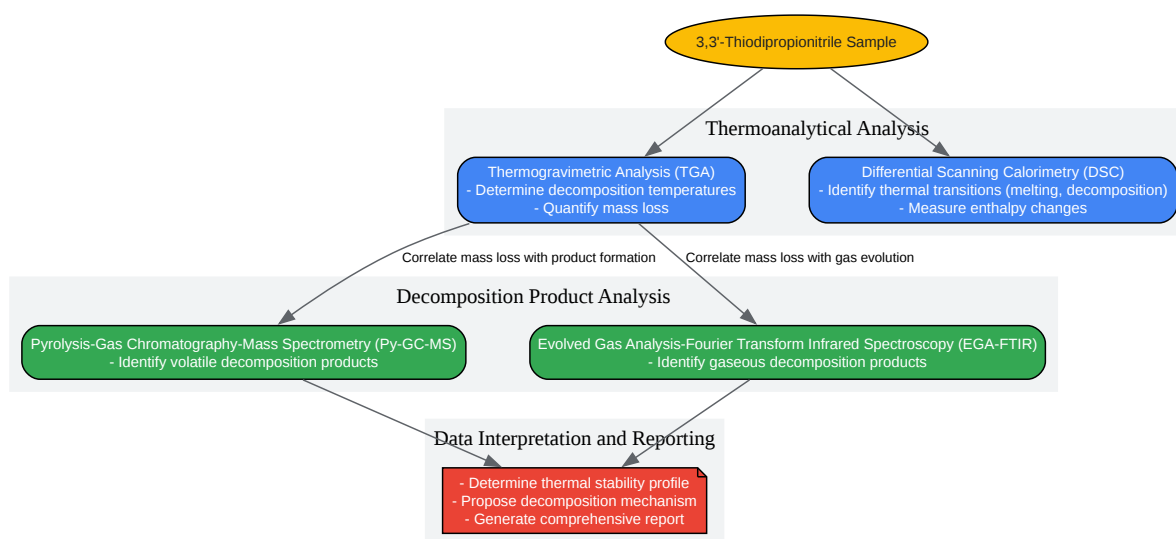 3,3'-Thiodipropionitrile Sample
Thermoanalytical Analysis
Thermogravimetric Analysis (TGA)
- Determine decomposition temperatures
- Quantify mass loss
Differential Scanning Calorimetry (DSC)
- Identify thermal transitions (melting, decomposition)
- Measure enthalpy changes
Correlate mass loss with product formation
Correlate mass loss with gas evolution
Decomposition Product Analysis
Pyrolysis-Gas Chromatography-Mass Spectrometry (Py-GC-MS)
- Identify volatile decomposition products
Evolved Gas Analysis-Fourier Transform Infrared Spectroscopy (EGA-FTIR)
- Identify gaseous decomposition products
Data Interpretation and Reporting
- Determine thermal stability profile
- Propose decomposition mechanism
- Generate comprehensive report